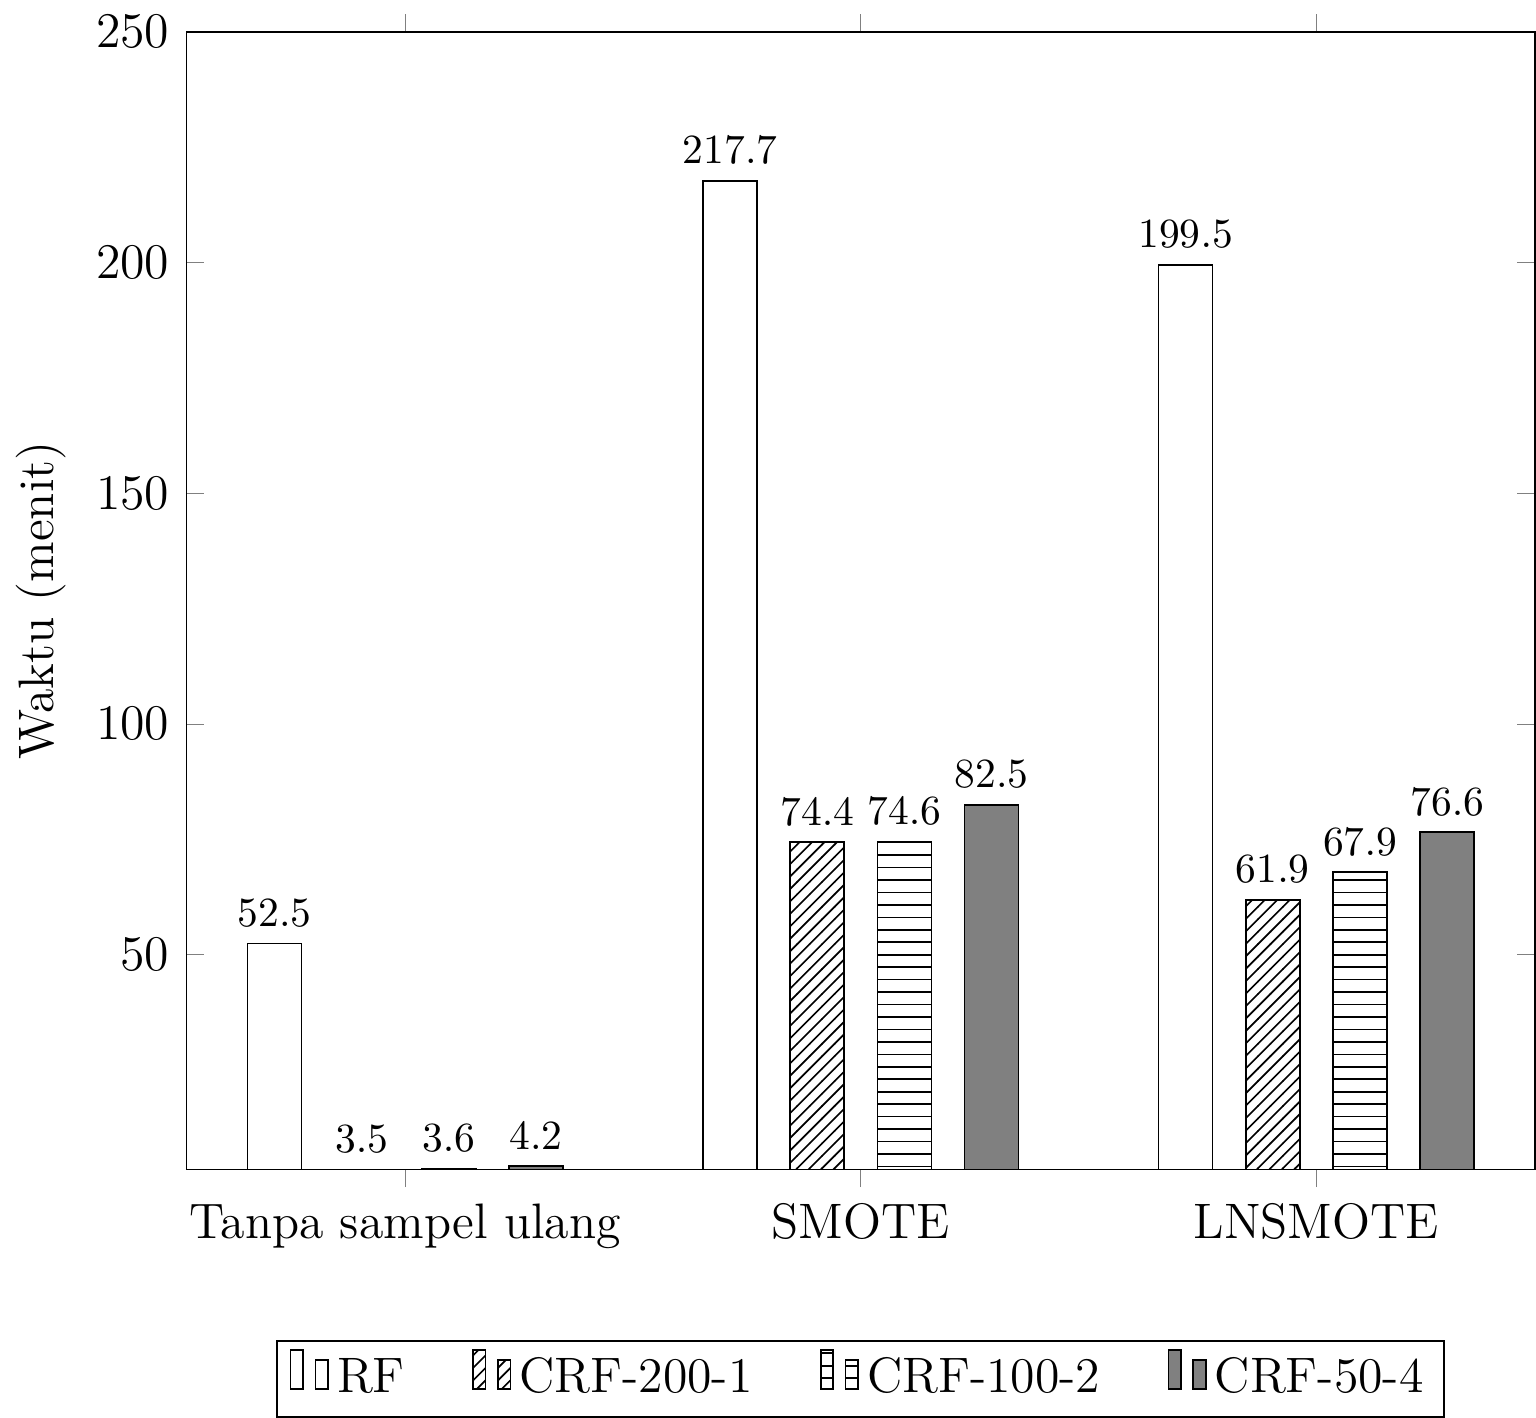 250
200
150
100
50
Waktu (menit)
52.5
3.5
3.6
4.2
217.7
74.4
74.6
82.5
199.5
61.9
67.9
76.6
Tanpa sampel ulang
SMOTE
LNSMOTE
RF
CRF-200-1
CRF-100-2
CRF-50-4